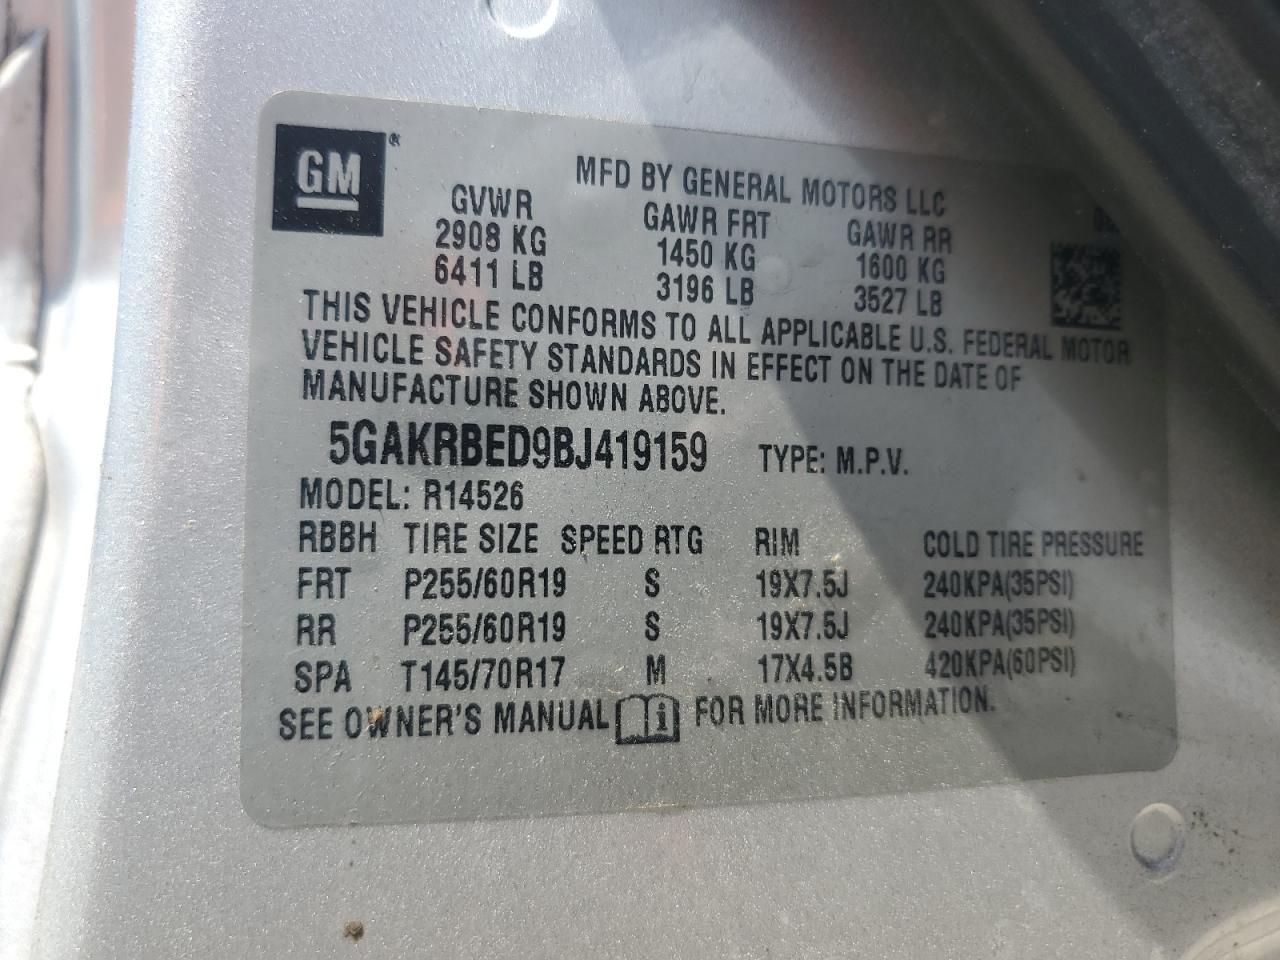 GM
MFD BY GENERAL MOTORS LLC
GVWR GAWR FRT GAWR RR
2908 KG 1450 KG 1600 KG
6411 LB 3196 LB 3527 LB
THIS VEHICLE CONFORMS TO ALL APPLICABLE U.S. FEDERAL MOTOR
VEHICLE SAFETY STANDARDS IN EFFECT ON THE DATE OF
MANUFACTURE SHOWN ABOVE.
5GAKRBED9BJ419159 TYPE: M.P.V.
MODEL: R14526
RBBH TIRE SIZE SPEED RTG RIM COLD TIRE PRESSURE
FRT P255/60R19 S 19X7.5J 240KPA(35PSI)
RR P255/60R19 S 19X7.5J 240KPA(35PSI)
SPA T145/70R17 M 17X4.5B 420KPA(60PSI)
SEE OWNER'S MANUAL i FOR MORE INFORMATION.